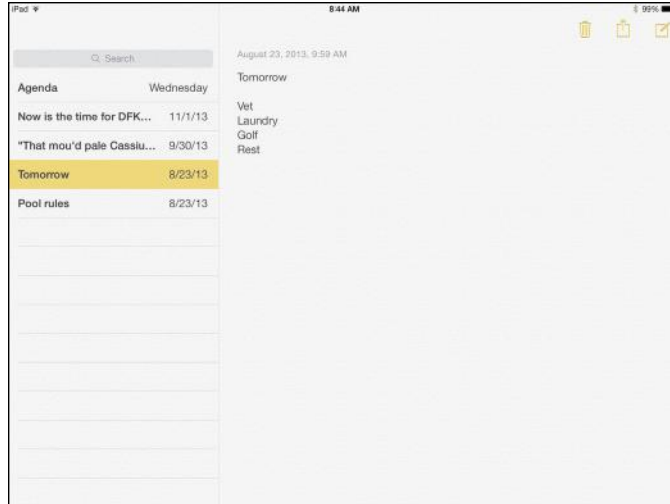 iPad
8:44 AM
99%
Search
Agenda Wednesday
Now is the time for DFK... 11/1/13
"That mou'd pale Cassiu... 9/30/13
Tomorrow 8/23/13
Pool rules 8/23/13
August 23, 2013, 9:59 AM
Tomorrow
Vet
Laundry
Golf
Rest